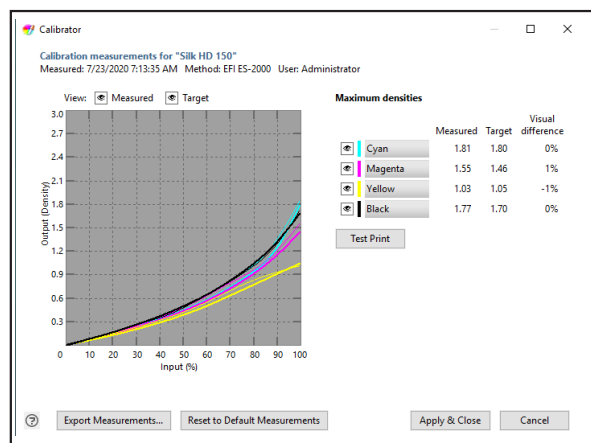 Calibrator
Calibration measurements for "Silk HD 150"
Measured: 7/23/2020 7:13:35 AM Method: EFI ES-2000 User: Administrator
View: Measured Target
3.0
2.7
2.4
2.1
1.8
1.5
1.2
0.9
0.6
0.3
Output (Density)
0 10 20 30 40 50 60 70 80 90 100
Input (%)
Maximum densities
Measured Target Visual difference
Cyan 1.81 1.80 0%
Magenta 1.55 1.46 1%
Yellow 1.03 1.05 -1%
Black 1.77 1.70 0%
Test Print
? Export Measurements... Reset to Default Measurements Apply & Close Cancel